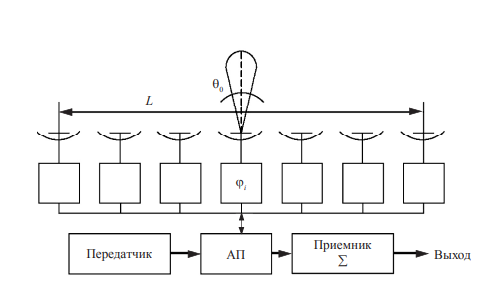 θ₀
L
φᵢ
Передатчик
АП
Приемник
Σ
Выход